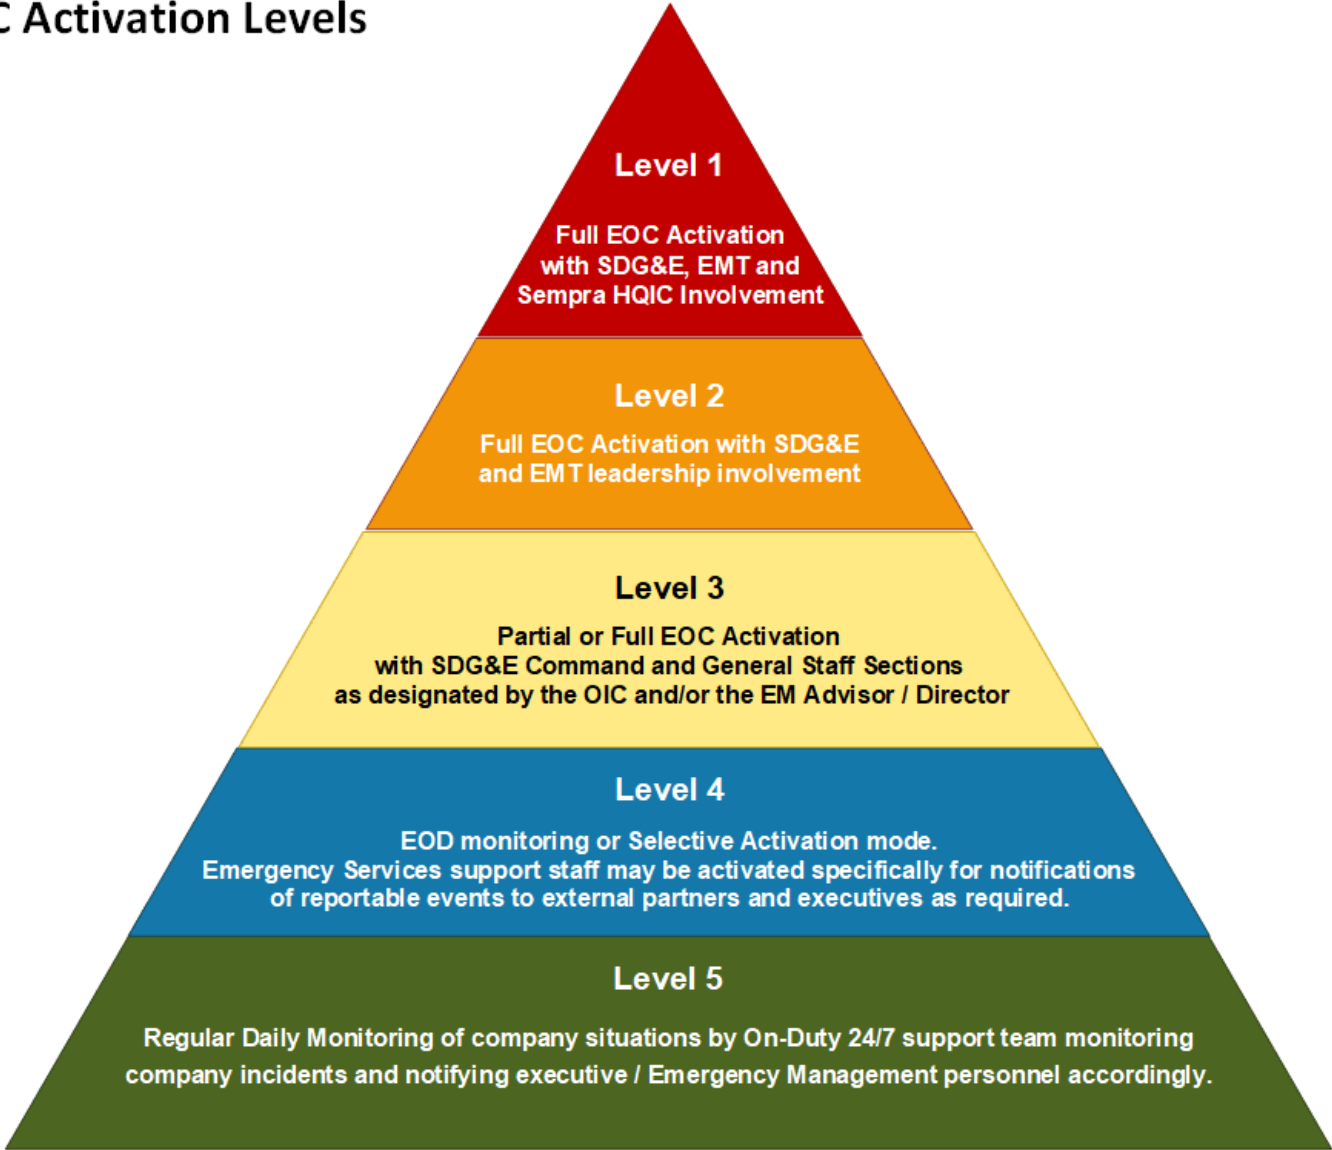 C Activation Levels
Level 1
Full EOC Activation
with SDG&E, EMT and
Sempra HQIC Involvement
Level 2
Full EOC Activation with SDG&E
and EMT leadership involvement
Level 3
Partial or Full EOC Activation
with SDG&E Command and General Staff Sections
as designated by the OIC and/or the EM Advisor / Director
Level 4
EOD monitoring or Selective Activation mode.
Emergency Services support staff may be activated specifically for notifications
of reportable events to external partners and executives as required.
Level 5
Regular Daily Monitoring of company situations by On-Duty 24/7 support team monitoring
company incidents and notifying executive / Emergency Management personnel accordingly.